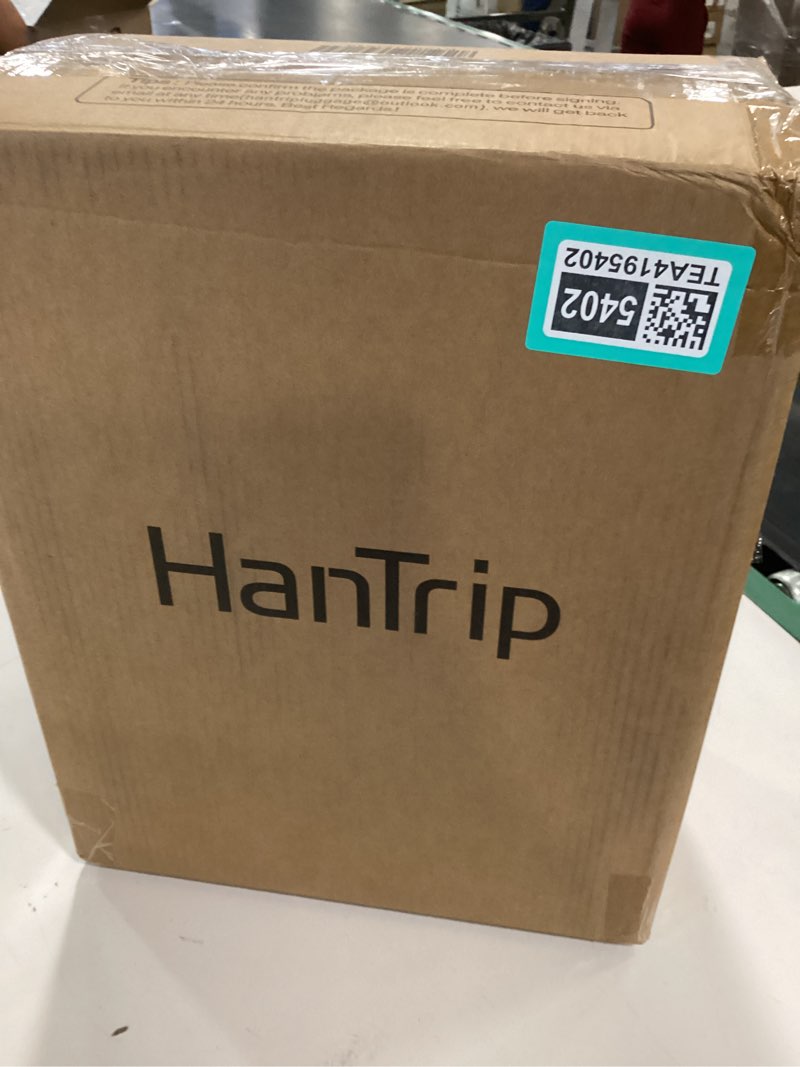 confirm the package is complete before signing.
If you encounter any problems, please feel free to contact us via
(hantripluggage@outlook.com), we will get back
to you within 24 hours. Best Regards!
TEA4195402
5402
HanTrip